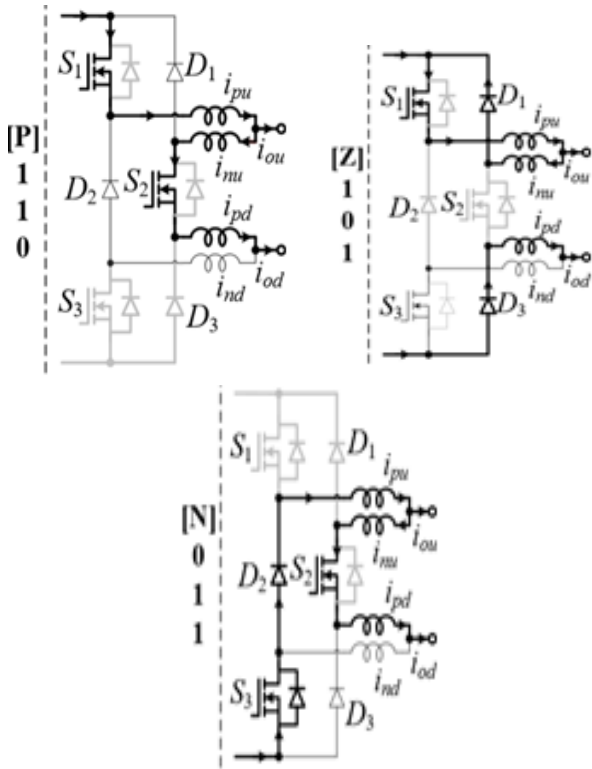 S1
D1
ipu
inu
iou
[P]
1
1
0
D2
S2
ipd
iod
ind
S3
D3
S1
D1
ipu
inu
iou
[Z]
1
0
1
D2
S2
ipd
iod
ind
S3
D3
S1
D1
ipu
iou
[N]
0
1
1
inu
D2
S2
ipd
iod
ind
S3
D3